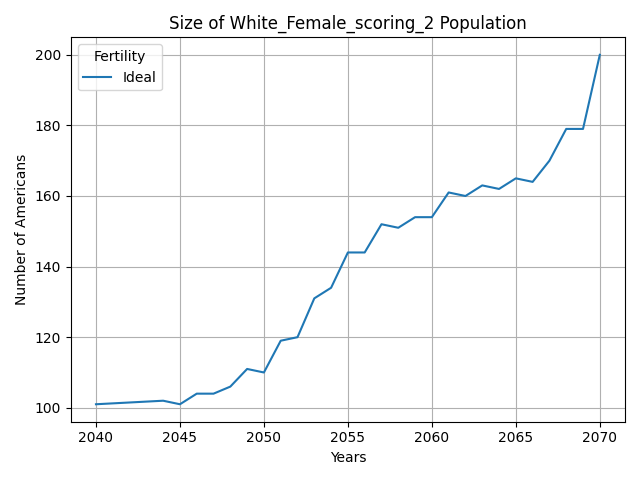 Size of White_Female_scoring_2 Population
Fertility
Ideal
Number of Americans
200
180
160
140
120
100
2040 2045 2050 2055 2060 2065 2070
Years